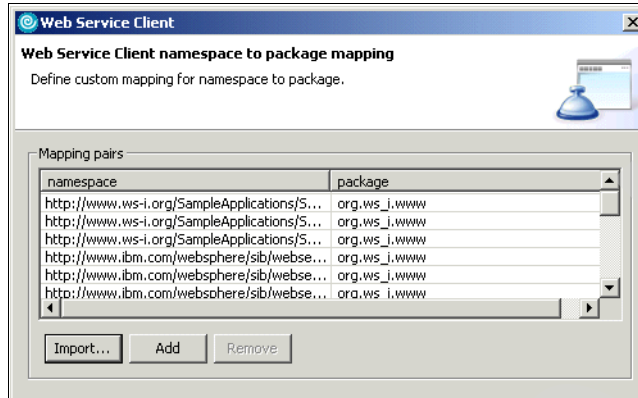 Web Service Client
Web Service Client namespace to package mapping
Define custom mapping for namespace to package.
Mapping pairs
namespace package
http://www.ws-i.org/SampleApplications/S... org.ws_i.www
http://www.ws-i.org/SampleApplications/S... org.ws_i.www
http://www.ws-i.org/SampleApplications/S... org.ws_i.www
http://www.ibm.com/websphere/sib/webse... org.ws_i.www
http://www.ibm.com/websphere/sib/webse... org.ws_i.www
http://www.ibm.com/websphere/sib/webse... org.ws_i.www
Import... Add Remove